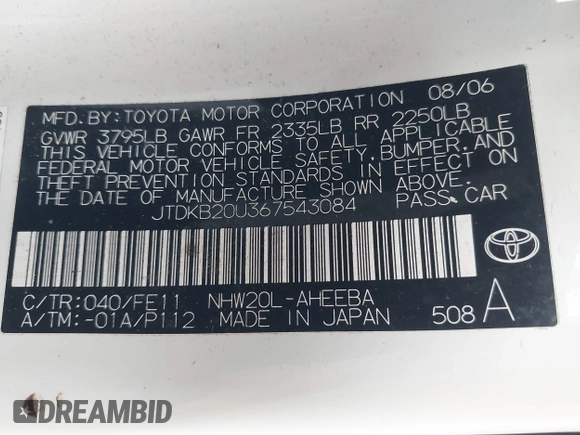 MFD. BY: TOYOTA MOTOR CORPORATION 08/06
GVWR 3795LB GAWR FR 2335LB RR 2250LB
THIS VEHICLE CONFORMS TO ALL APPLICABLE
FEDERAL MOTOR VEHICLE SAFETY, BUMPER, AND
THEFT PREVENTION STANDARDS IN EFFECT ON
THE DATE OF MANUFACTURE SHOWN ABOVE.
JTDKB20U367543084 PASS CAR
C/TR: 040/FE11 NHW20L-AHEEBA
A/TM: -01A/P112 MADE IN JAPAN 508 A
DREAMBID